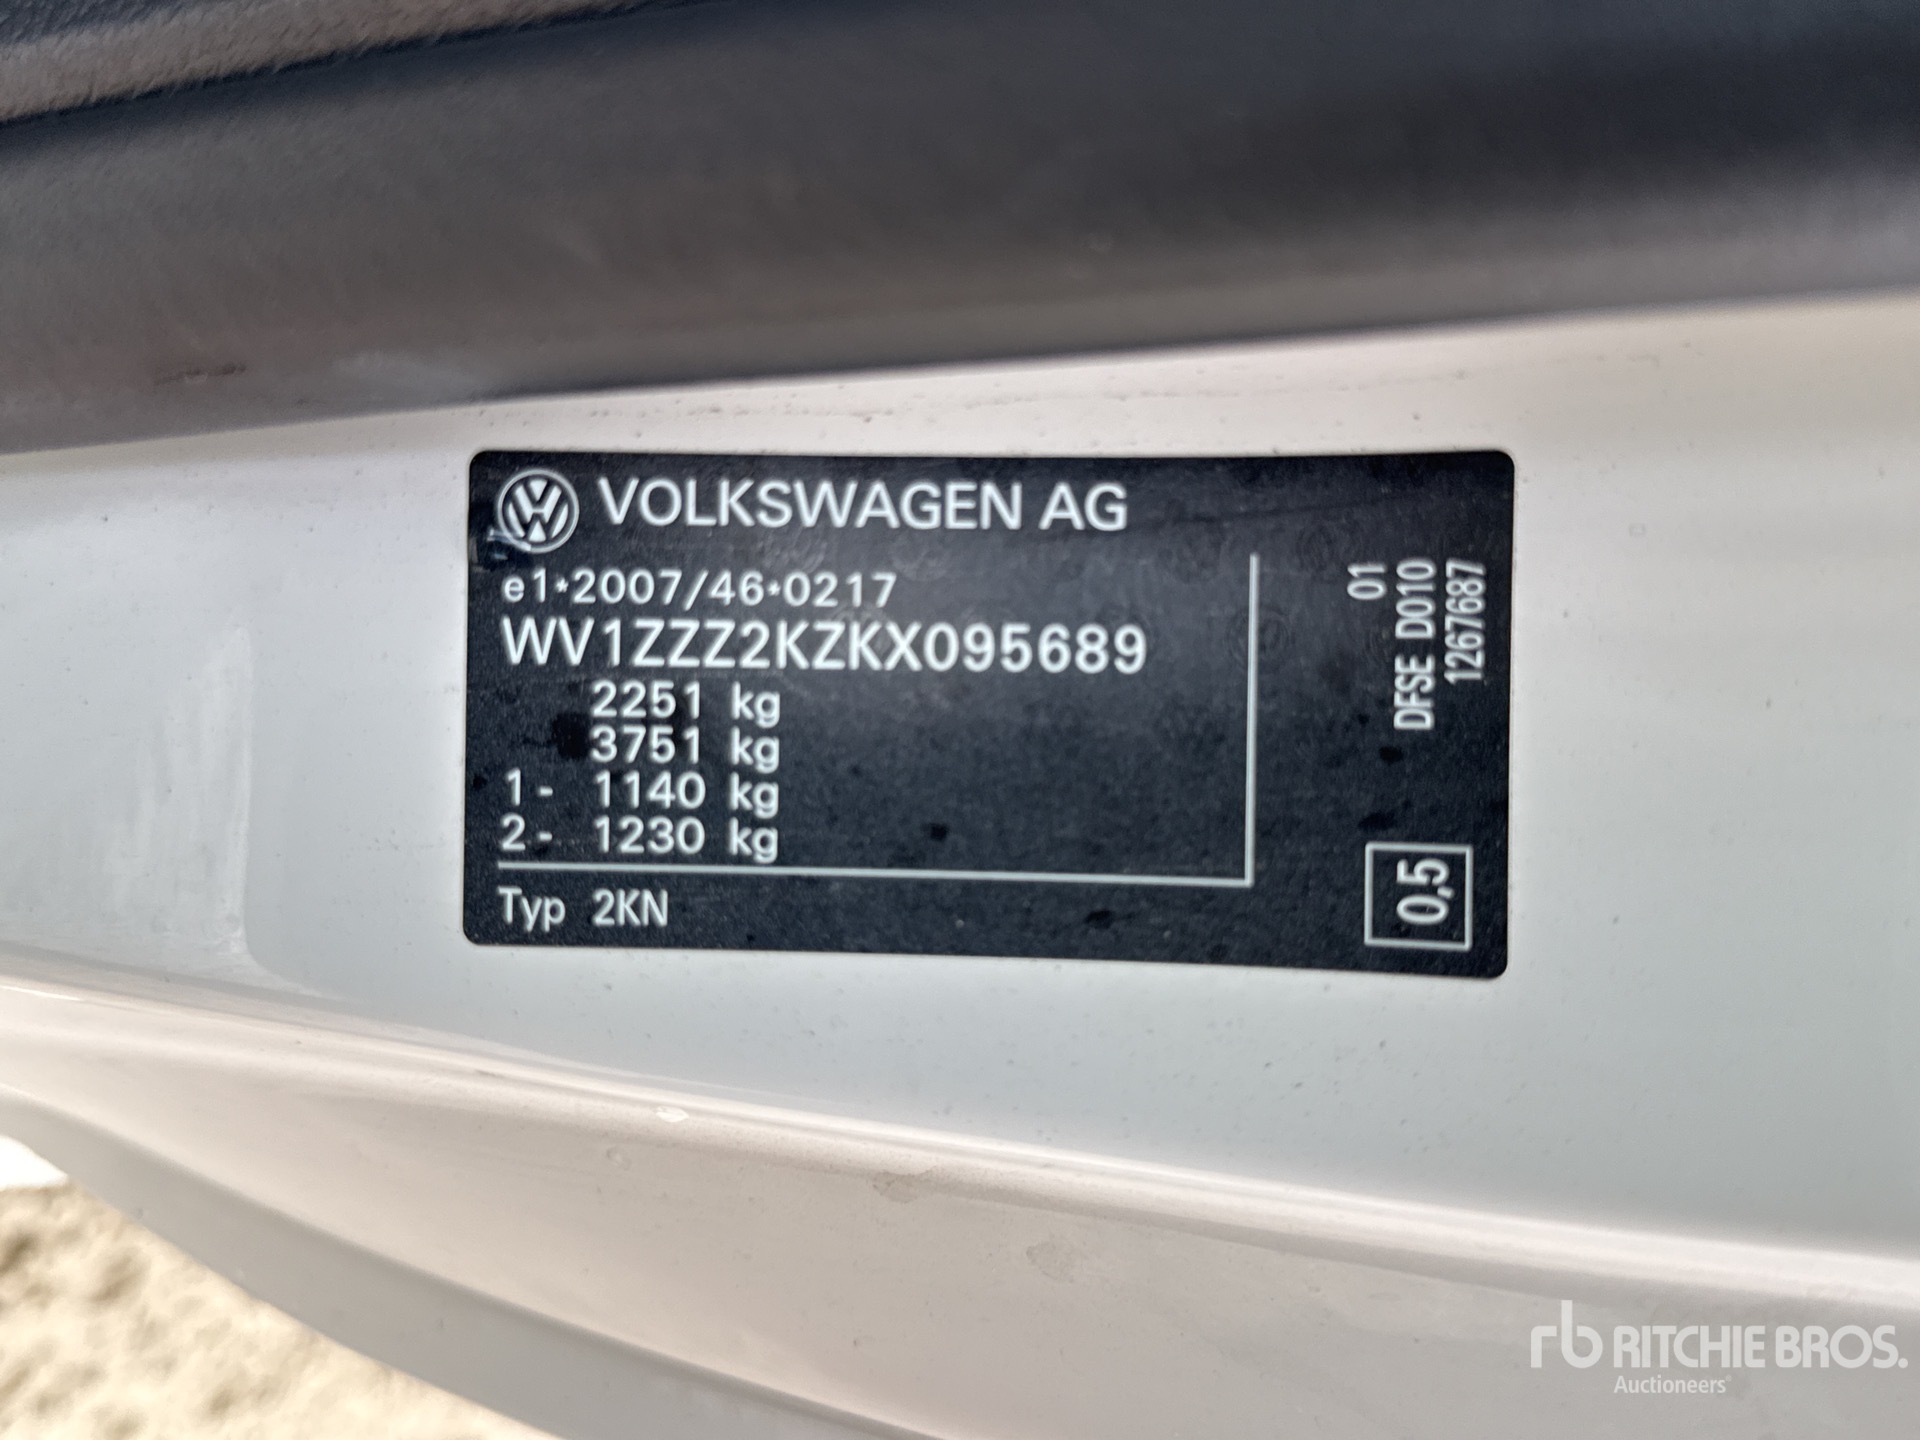 VOLKSWAGEN AG
e1*2007/46*0217
WV1ZZZ2KZKX095689
2251 kg
3751 kg
1- 1140 kg
2- 1230 kg
Typ 2KN
01
DFSE D010
1267687
0,5
rb RITCHIE BROS.
Auctioneers